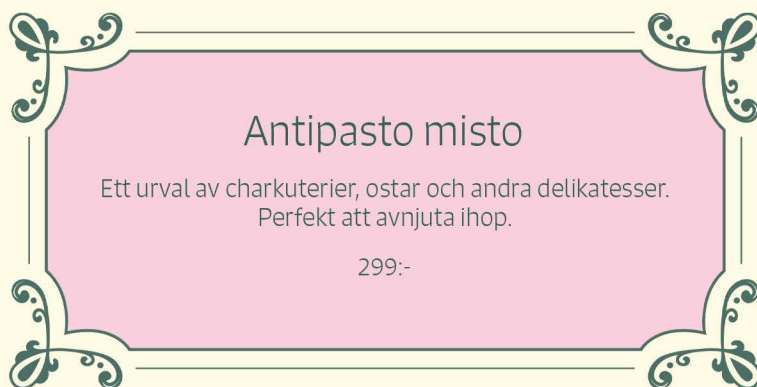 Antipasto misto
Ett urval av charkuterier, ostar och andra delikatesser.
Perfekt att avnjuta ihop.
299:-